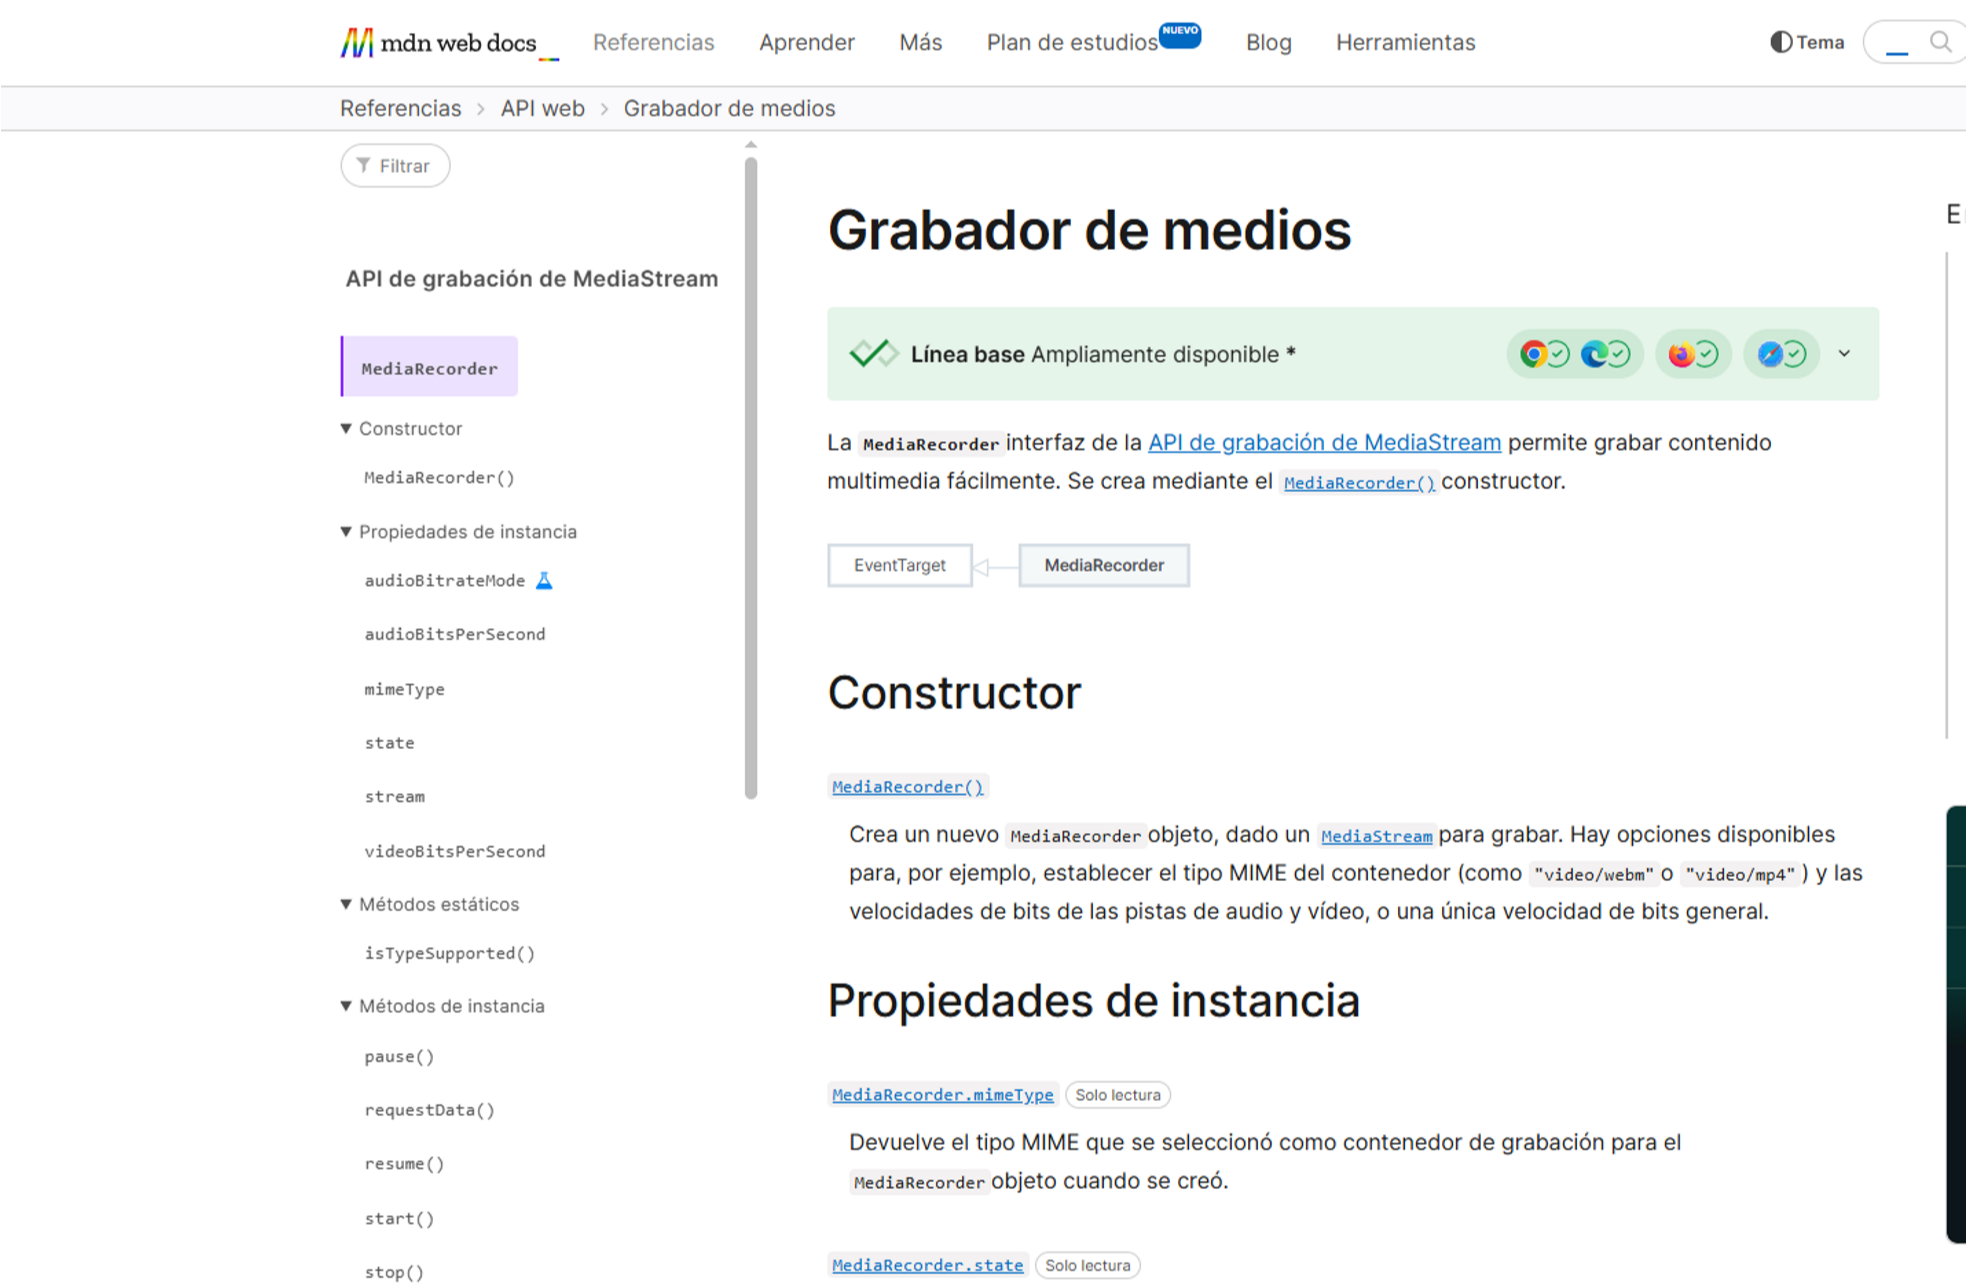 mdn web docs
Referencias
Aprender
Más
Plan de estudios NUEVO
Blog
Herramientas
Tema
Referencias > API web > Grabador de medios
Filtrar
API de grabación de MediaStream
MediaRecorder
Constructor
MediaRecorder()
Propiedades de instancia
audioBitrateMode
audioBitsPerSecond
mimeType
state
stream
videoBitsPerSecond
Métodos estáticos
isTypeSupported()
Métodos de instancia
pause()
requestData()
resume()
start()
stop()
Grabador de medios
Línea base Ampliamente disponible *
La MediaRecorder interfaz de la API de grabación de MediaStream permite grabar contenido
multimedia fácilmente. Se crea mediante el MediaRecorder() constructor.
EventTarget
MediaRecorder
Constructor
MediaRecorder()
Crea un nuevo MediaRecorder objeto, dado un MediaStream para grabar. Hay opciones disponibles
para, por ejemplo, establecer el tipo MIME del contenedor (como "video/webm" o "video/mp4") y las
velocidades de bits de las pistas de audio y vídeo, o una única velocidad de bits general.
Propiedades de instancia
MediaRecorder.mimeType Solo lectura
Devuelve el tipo MIME que se seleccionó como contenedor de grabación para el
MediaRecorder objeto cuando se creó.
MediaRecorder.state Solo lectura